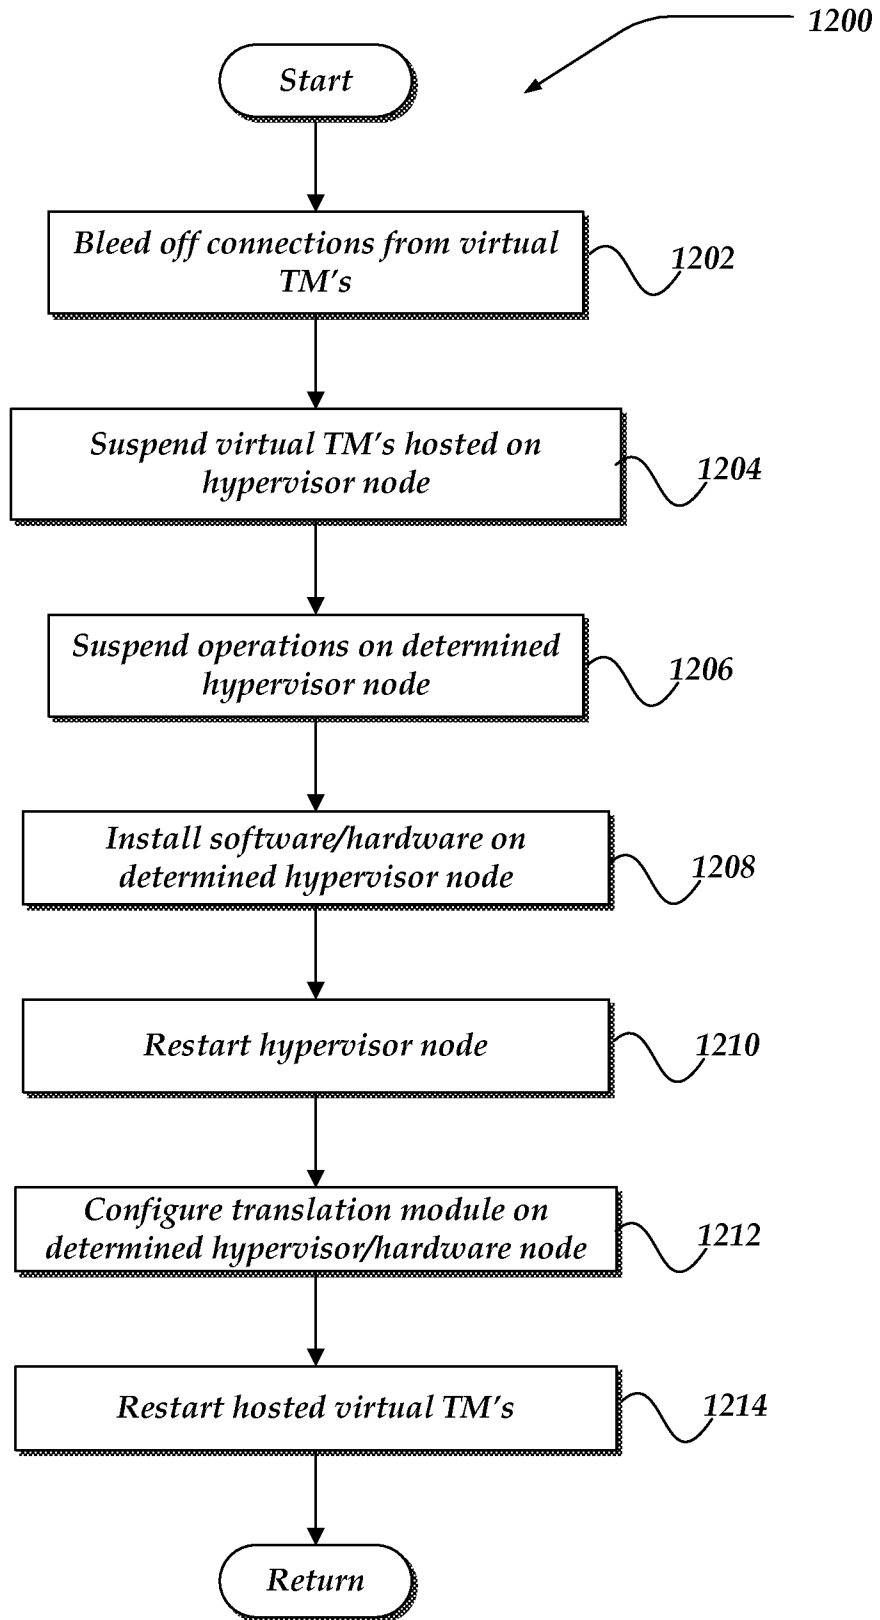 1200
Start
Bleed off connections from virtual
TM's
1202
Suspend virtual TM's hosted on
hypervisor node
1204
Suspend operations on determined
hypervisor node
1206
Install software/hardware on
determined hypervisor node
1208
Restart hypervisor node
1210
Configure translation module on
determined hypervisor/hardware node
1212
Restart hosted virtual TM's
1214
Return